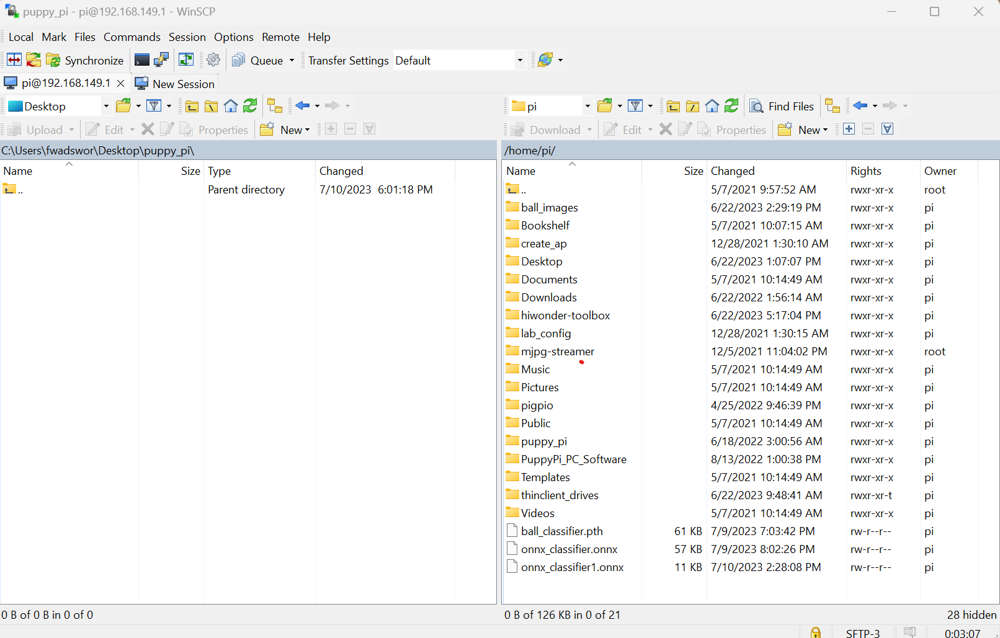 puppy_pi - pi@192.168.149.1 - WinSCP
Local Mark Files Commands Session Options Remote Help
Synchronize Queue Transfer Settings Default
pi@192.168.149.1 New Session
Desktop
Upload Edit Properties New
C:\Users\fwadswor\Desktop\puppy_pi\
Name Size Type Changed
.. Parent directory 7/10/2023 6:01:18 PM
0 B of 0 B in 0 of 0
pi Find Files
Download Edit Properties New
/home/pi/
Name Size Changed Rights Owner
.. 5/7/2021 9:57:52 AM rwxr-xr-x root
ball_images 6/22/2023 2:29:19 PM rwxr-xr-x pi
Bookshelf 5/7/2021 10:07:15 AM rwxr-xr-x pi
create_ap 12/28/2021 1:30:10 AM rwxr-xr-x pi
Desktop 6/22/2023 1:07:07 PM rwxr-xr-x pi
Documents 5/7/2021 10:14:49 AM rwxr-xr-x pi
Downloads 6/22/2022 1:56:14 AM rwxr-xr-x pi
hiwonder-toolbox 6/22/2023 5:17:04 PM rwxr-xr-x pi
lab_config 12/28/2021 1:30:15 AM rwxr-xr-x pi
mjpg-streamer 12/5/2021 11:04:02 PM rwxr-xr-x root
Music 5/7/2021 10:14:49 AM rwxr-xr-x pi
Pictures 5/7/2021 10:14:49 AM rwxr-xr-x pi
pigpio 4/25/2022 9:46:39 PM rwxr-xr-x pi
Public 5/7/2021 10:14:49 AM rwxr-xr-x pi
puppy_pi 6/18/2022 3:00:56 AM rwxr-xr-x pi
PuppyPi_PC_Software 8/13/2022 1:00:38 PM rwxr-xr-x pi
Templates 5/7/2021 10:14:49 AM rwxr-xr-x pi
thinclient_drives 6/22/2023 9:48:41 AM rwxr-xr-t pi
Videos 5/7/2021 10:14:49 AM rwxr-xr-x pi
ball_classifier.pth 61 KB 7/9/2023 7:03:42 PM rw-r--r-- pi
onnx_classifier.onnx 57 KB 7/9/2023 8:02:26 PM rw-r--r-- pi
onnx_classifier1.onnx 11 KB 7/10/2023 2:28:08 PM rw-r--r-- pi
0 B of 126 KB in 0 of 21 28 hidden
SFTP-3 0:03:07